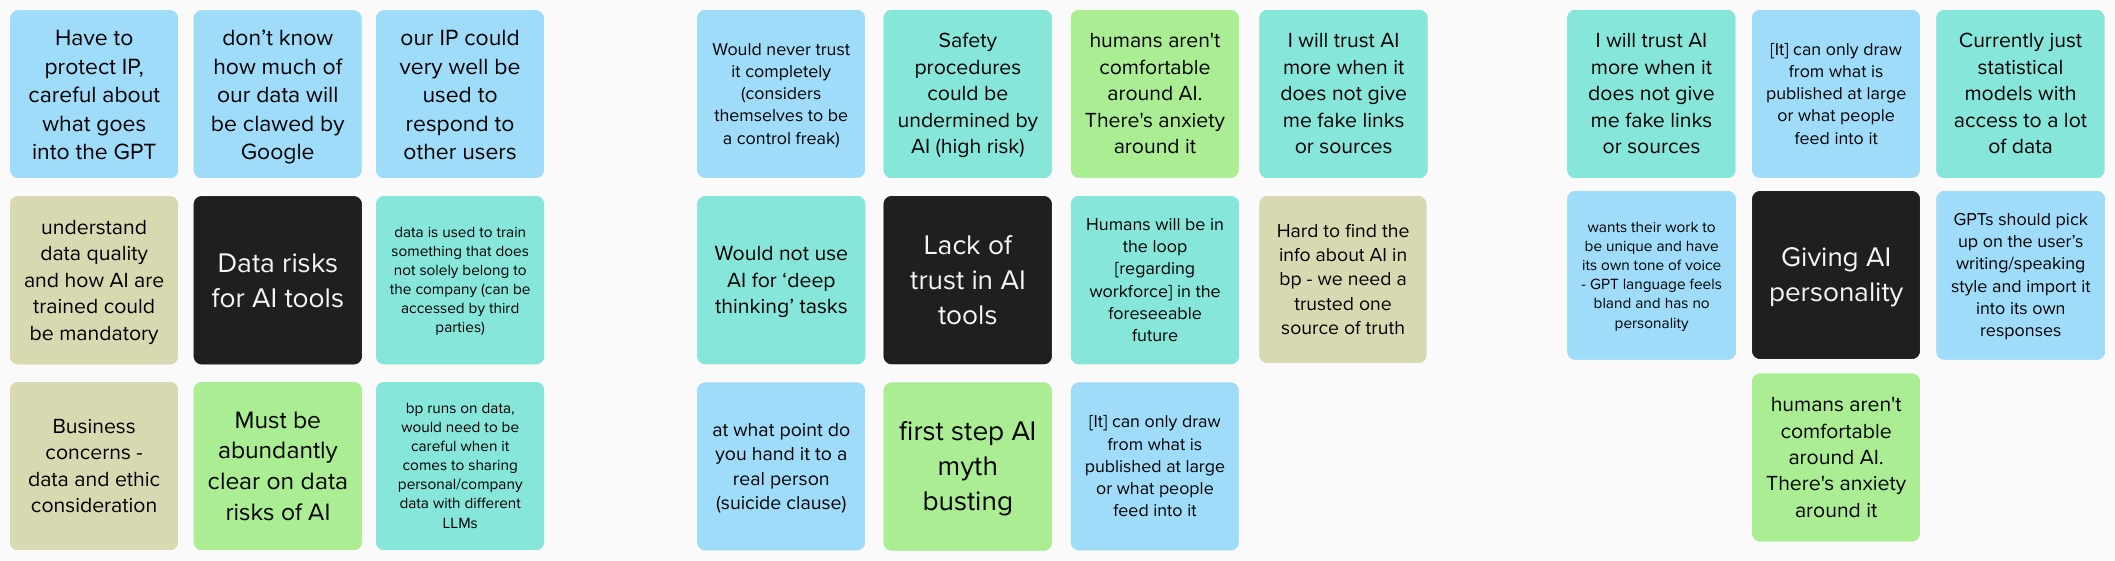 Have to
protect IP,
careful about
what goes
into the GPT
don’t know
how much of
our data will
be clawed by
Google
our IP could
very well be
used to
respond to
other users
understand
data quality
and how AI are
trained could
be mandatory
Data risks
for AI tools
data is used to train
something that does
not solely belong to
the company (can be
accessed by third
parties)
Business
concerns -
data and ethic
consideration
Must be
abundantly
clear on data
risks of AI
bp runs on data,
would need to be
careful when it
comes to sharing
personal/company
data with different
LLMs
Would never trust
it completely
(considers
themselves to be
a control freak)
Safety
procedures
could be
undermined by
AI (high risk)
humans aren't
comfortable
around AI.
There's anxiety
around it
I will trust AI
more when it
does not give
me fake links
or sources
Would not use
AI for ‘deep
thinking’ tasks
Lack of
trust in AI
tools
Humans will be in
the loop
[regarding
workforce] in the
foreseeable
future
Hard to find the
info about AI in
bp - we need a
trusted one
source of truth
at what point do
you hand it to a
real person
(suicide clause)
first step AI
myth
busting
[It] can only draw
from what is
published at large
or what people
feed into it
I will trust AI
more when it
does not give
me fake links
or sources
[It] can only draw
from what is
published at large
or what people
feed into it
Currently just
statistical
models with
access to a lot
of data
wants their work to
be unique and have
its own tone of voice
- GPT language feels
bland and has no
personality
Giving AI
personality
GPTs should pick
up on the user’s
writing/speaking
style and import it
into its own
responses
humans aren't
comfortable
around AI.
There's anxiety
around it